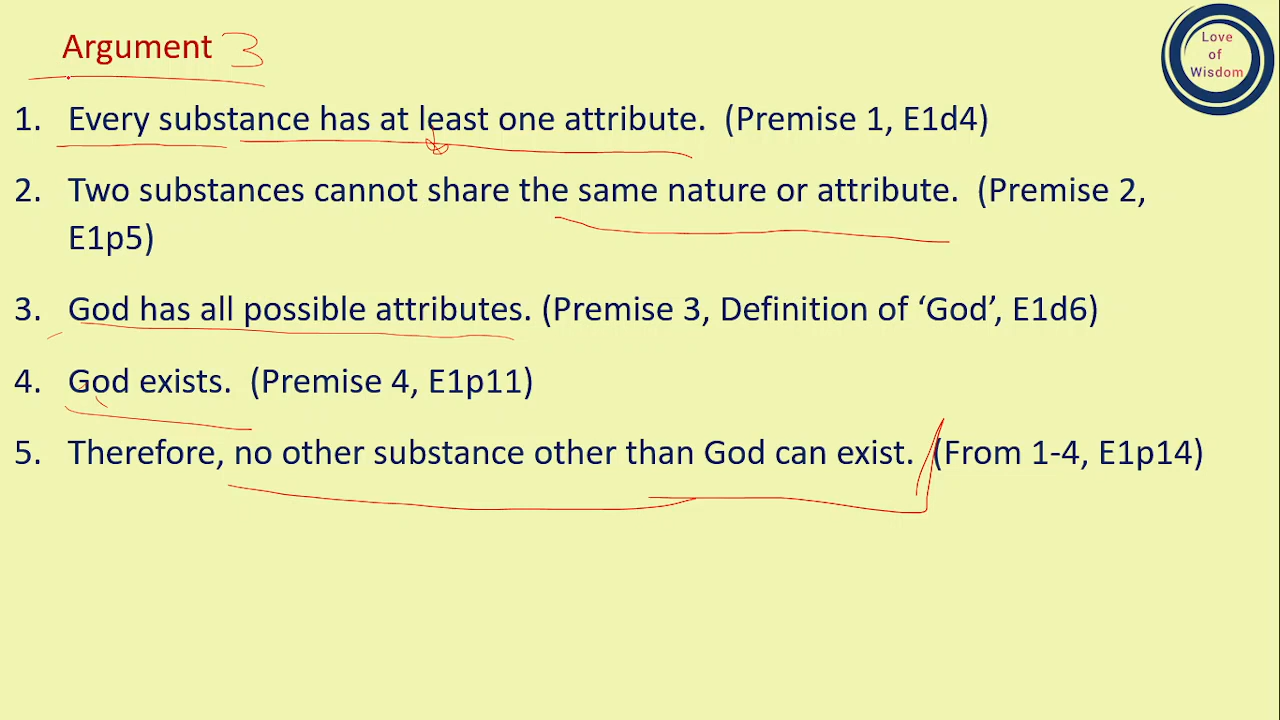 Argument 3
Love
of
Wisdom
1. Every substance has at least one attribute. (Premise 1, E1d4)
2. Two substances cannot share the same nature or attribute. (Premise 2,
E1p5)
3. God has all possible attributes. (Premise 3, Definition of ‘God’, E1d6)
4. God exists. (Premise 4, E1p11)
5. Therefore, no other substance other than God can exist. (From 1-4, E1p14)